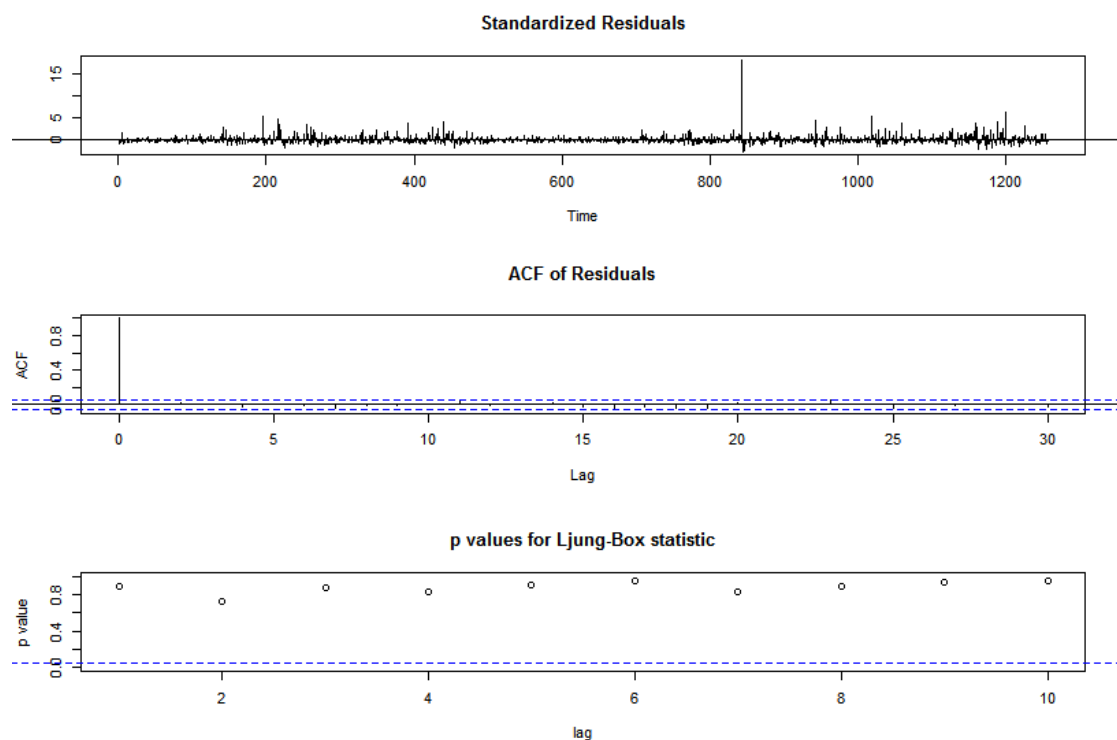 Standardized Residuals
15
5
0
0 200 400 600 800 1000 1200
Time
ACF of Residuals
ACF
0.8
0.4
0.0
0 5 10 15 20 25 30
Lag
p values for Ljung-Box statistic
p value
0.8
0.4
0.0
2 4 6 8 10
lag